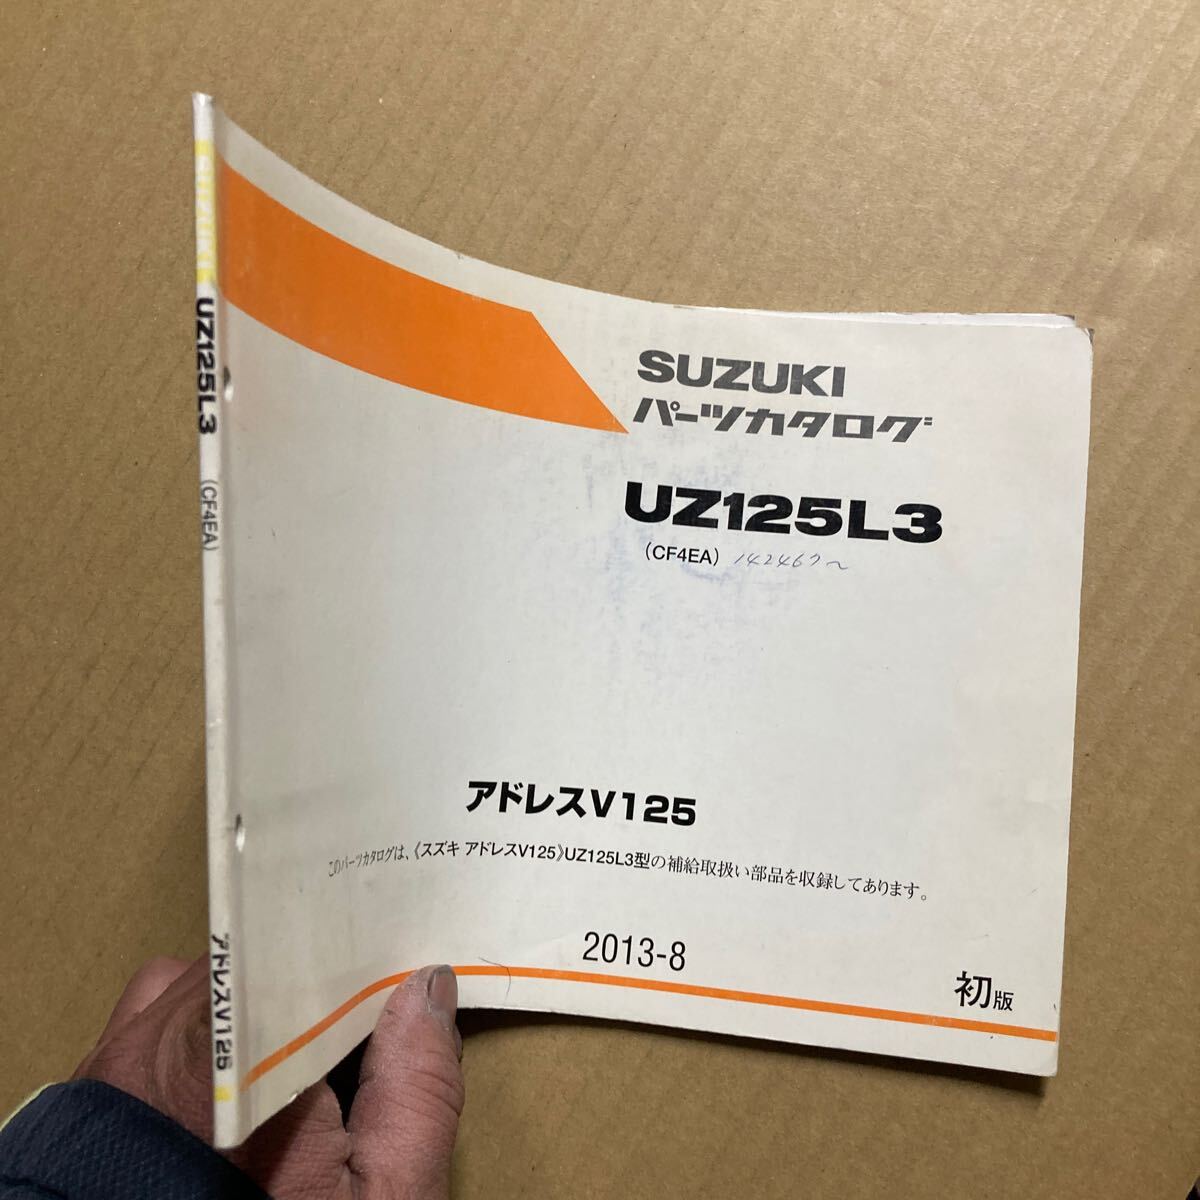 SUZUKI
パーツカタログ
UZ125L3
(CF4EA) 142467~
アドレスV125
このパーツカタログは、《スズキ アドレスV125》UZ125L3型の補給取扱い部品を収録してあります。
2013-8
初版
SUZUKI UZ125L3 (CF4EA) アドレスV125